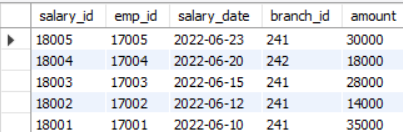 salary_id emp_id salary_date branch_id amount
18005 17005 2022-06-23 241 30000
18004 17004 2022-06-20 242 18000
18003 17003 2022-06-15 241 28000
18002 17002 2022-06-12 241 14000
18001 17001 2022-06-10 241 35000